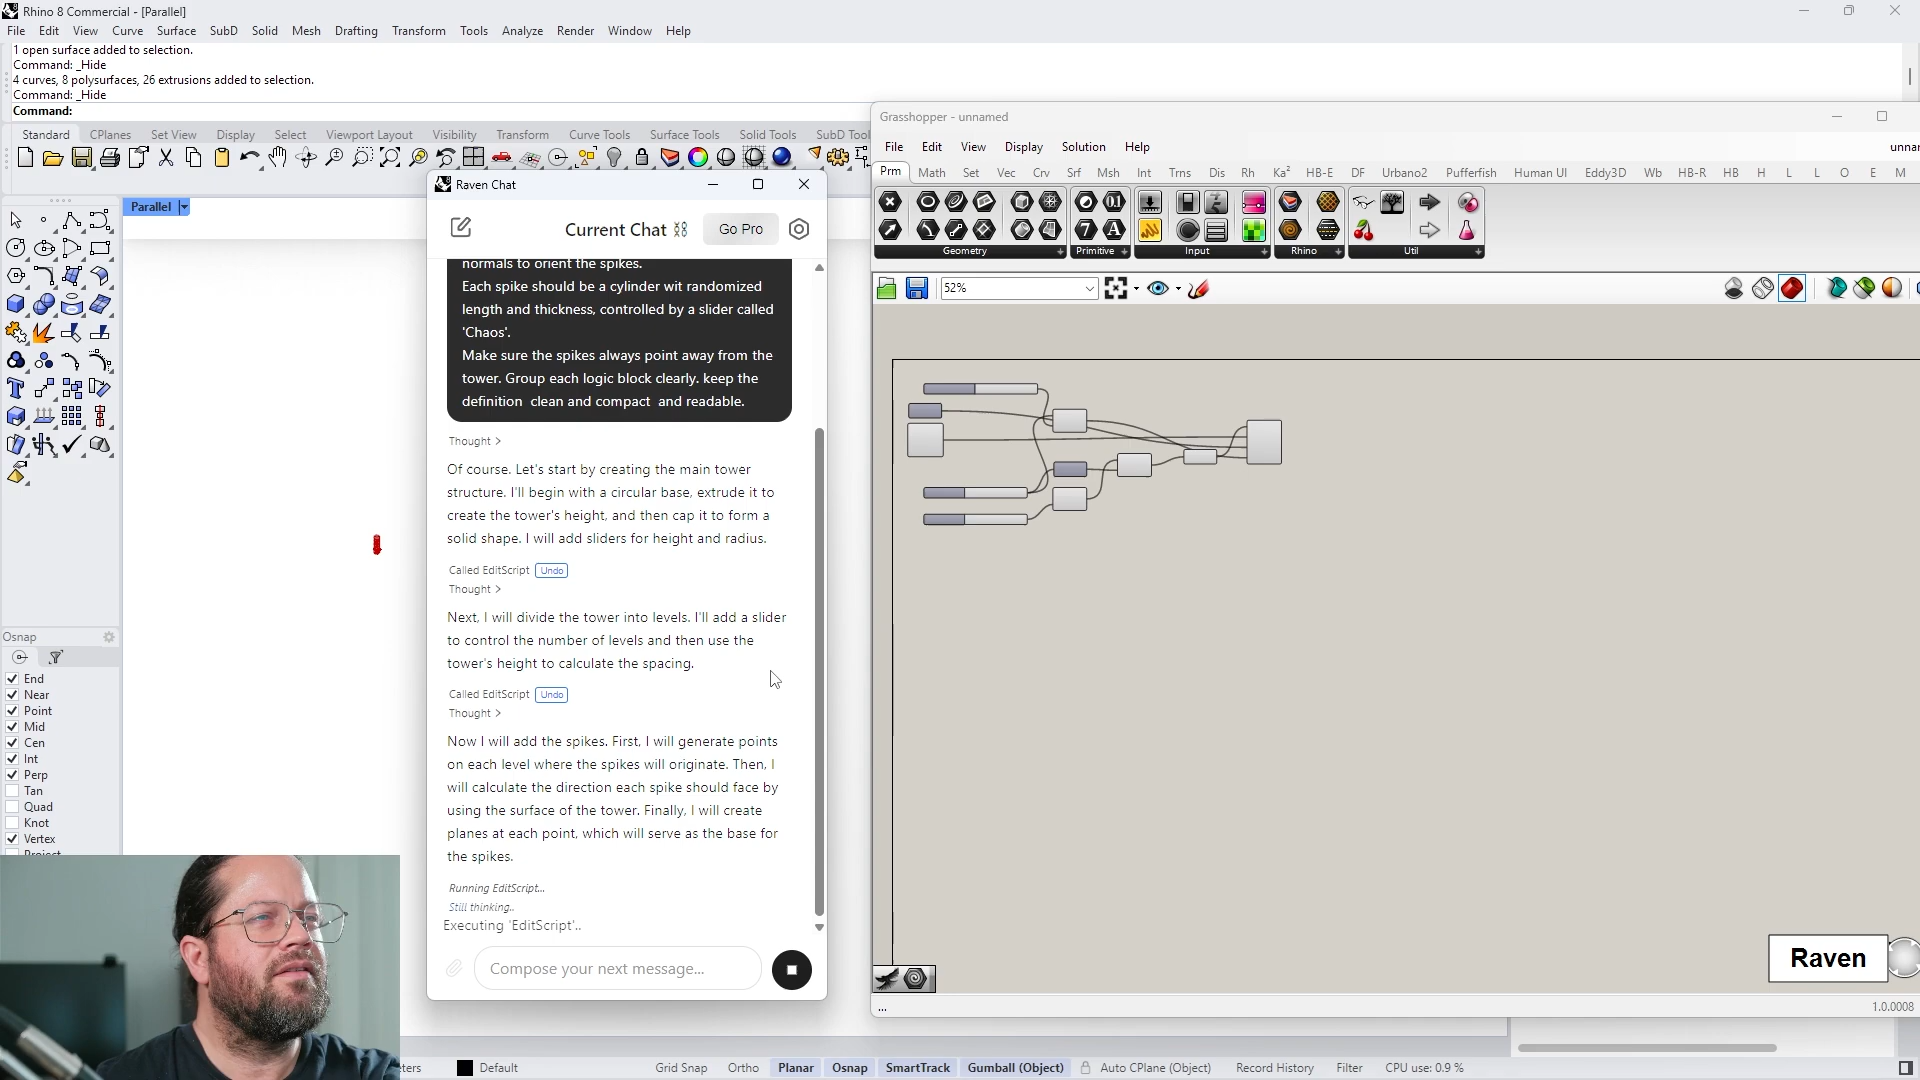 Rhino 8 Commercial - [Parallel]
File Edit View Curve Surface SubD Solid Mesh Drafting Transform Tools Analyze Render Window Help
1 open surface added to selection.
Command: _Hide
4 curves, 8 polysurfaces, 26 extrusions added to selection.
Command: _Hide
Command:
Standard CPlanes Set View Display Select Viewport Layout Visibility Transform Curve Tools Surface Tools Solid Tools SubD Tool
Parallel
Raven Chat
Current Chat
Go Pro
normals to orient the spikes.
Each spike should be a cylinder wit randomized
length and thickness, controlled by a slider called
'Chaos'.
Make sure the spikes always point away from the
tower. Group each logic block clearly. keep the
definition clean and compact and readable.
Thought >
Of course. Let's start by creating the main tower
structure. I'll begin with a circular base, extrude it to
create the tower's height, and then cap it to form a
solid shape. I will add sliders for height and radius.
Called EditScript Undo
Thought >
Next, I will divide the tower into levels. I'll add a slider
to control the number of levels and then use the
tower's height to calculate the spacing.
Called EditScript Undo
Thought >
Now I will add the spikes. First, I will generate points
on each level where the spikes will originate. Then, I
will calculate the direction each spike should face by
using the surface of the tower. Finally, I will create
planes at each point, which will serve as the base for
the spikes.
Running EditScript...
Still thinking..
Executing 'EditScript'..
Compose your next message...
Grasshopper - unnamed
File Edit View Display Solution Help
unnar
Prm Math Set Vec Crv Srf Msh Int Trns Dis Rh Ka² HB-E DF Urbano2 Pufferfish Human UI Eddy3D Wb HB-R HB H L L O E M
Geometry
Primitive
Input
Rhino
Util
52%
Raven
...
1.0.0008
Osnap
End
Near
Point
Mid
Cen
Int
Perp
Tan
Quad
Knot
Vertex
eters Default Grid Snap Ortho Planar Osnap SmartTrack Gumball (Object) Auto CPlane (Object) Record History Filter CPU use: 0.9 %